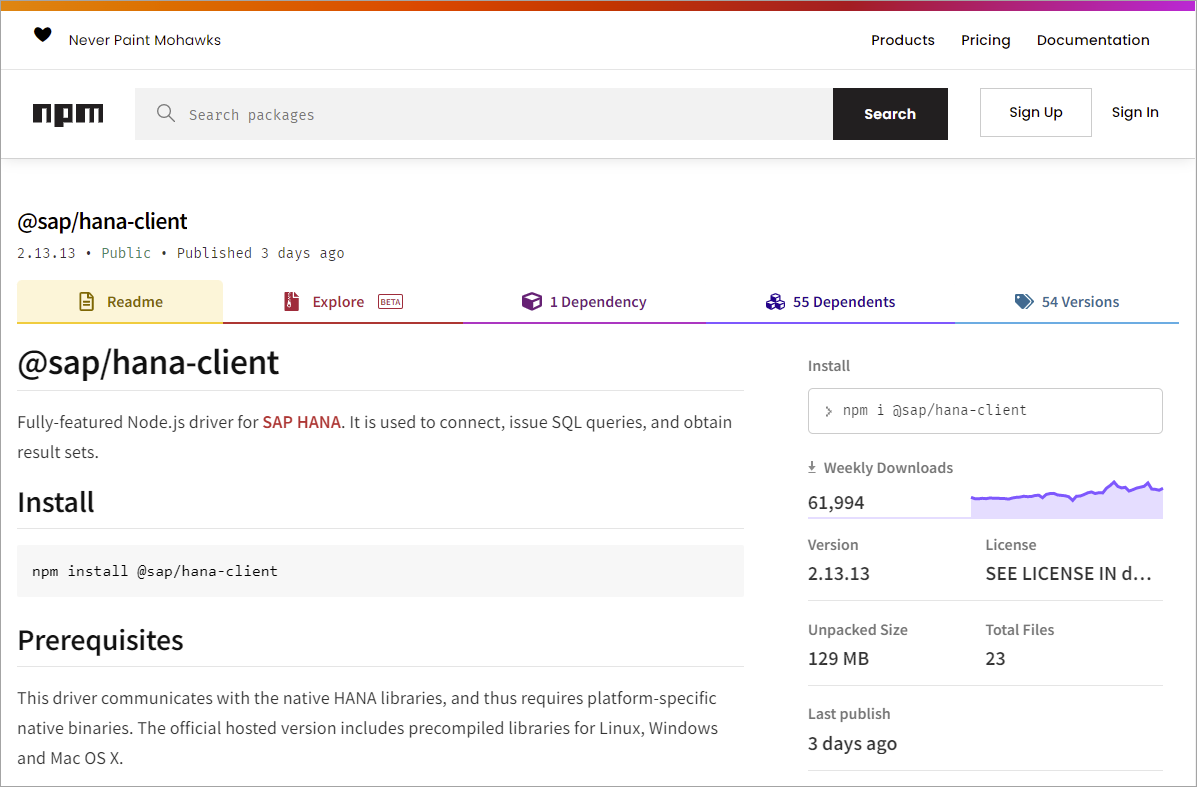 Never Paint Mohawks
Products Pricing Documentation
npm
Search packages
Search
Sign Up
Sign In
@sap/hana-client
2.13.13 • Public • Published 3 days ago
Readme
Explore BETA
1 Dependency
55 Dependents
54 Versions
@sap/hana-client
Fully-featured Node.js driver for SAP HANA. It is used to connect, issue SQL queries, and obtain
result sets.
Install
npm install @sap/hana-client
Prerequisites
This driver communicates with the native HANA libraries, and thus requires platform-specific
native binaries. The official hosted version includes precompiled libraries for Linux, Windows
and Mac OS X.
Install
npm i @sap/hana-client
Weekly Downloads
61,994
Version
2.13.13
License
SEE LICENSE IN d…
Unpacked Size
129 MB
Total Files
23
Last publish
3 days ago